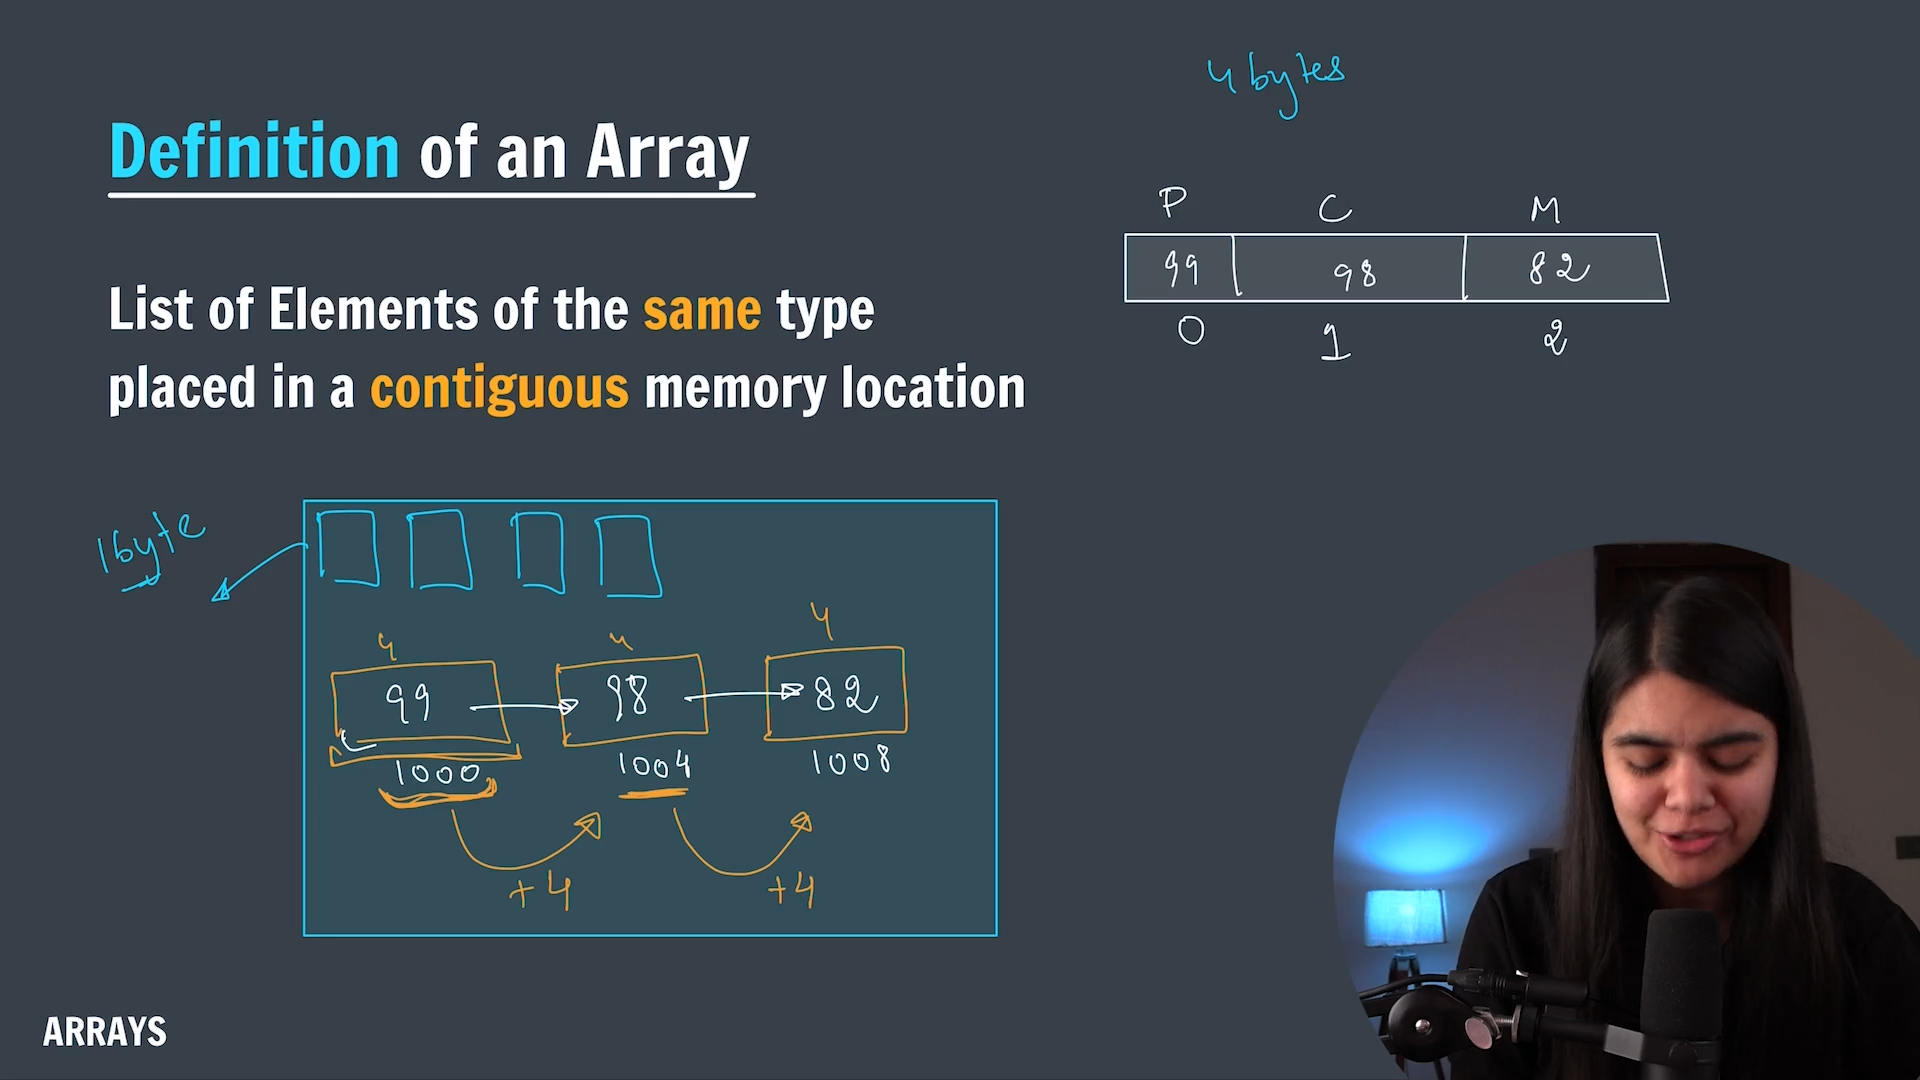 4 bytes
Definition of an Array
P C M
99 98 82
0 1 2
List of Elements of the same type
placed in a contiguous memory location
1byte
4 4 4
99 98 82
1000 1004 1008
+4 +4
ARRAYS